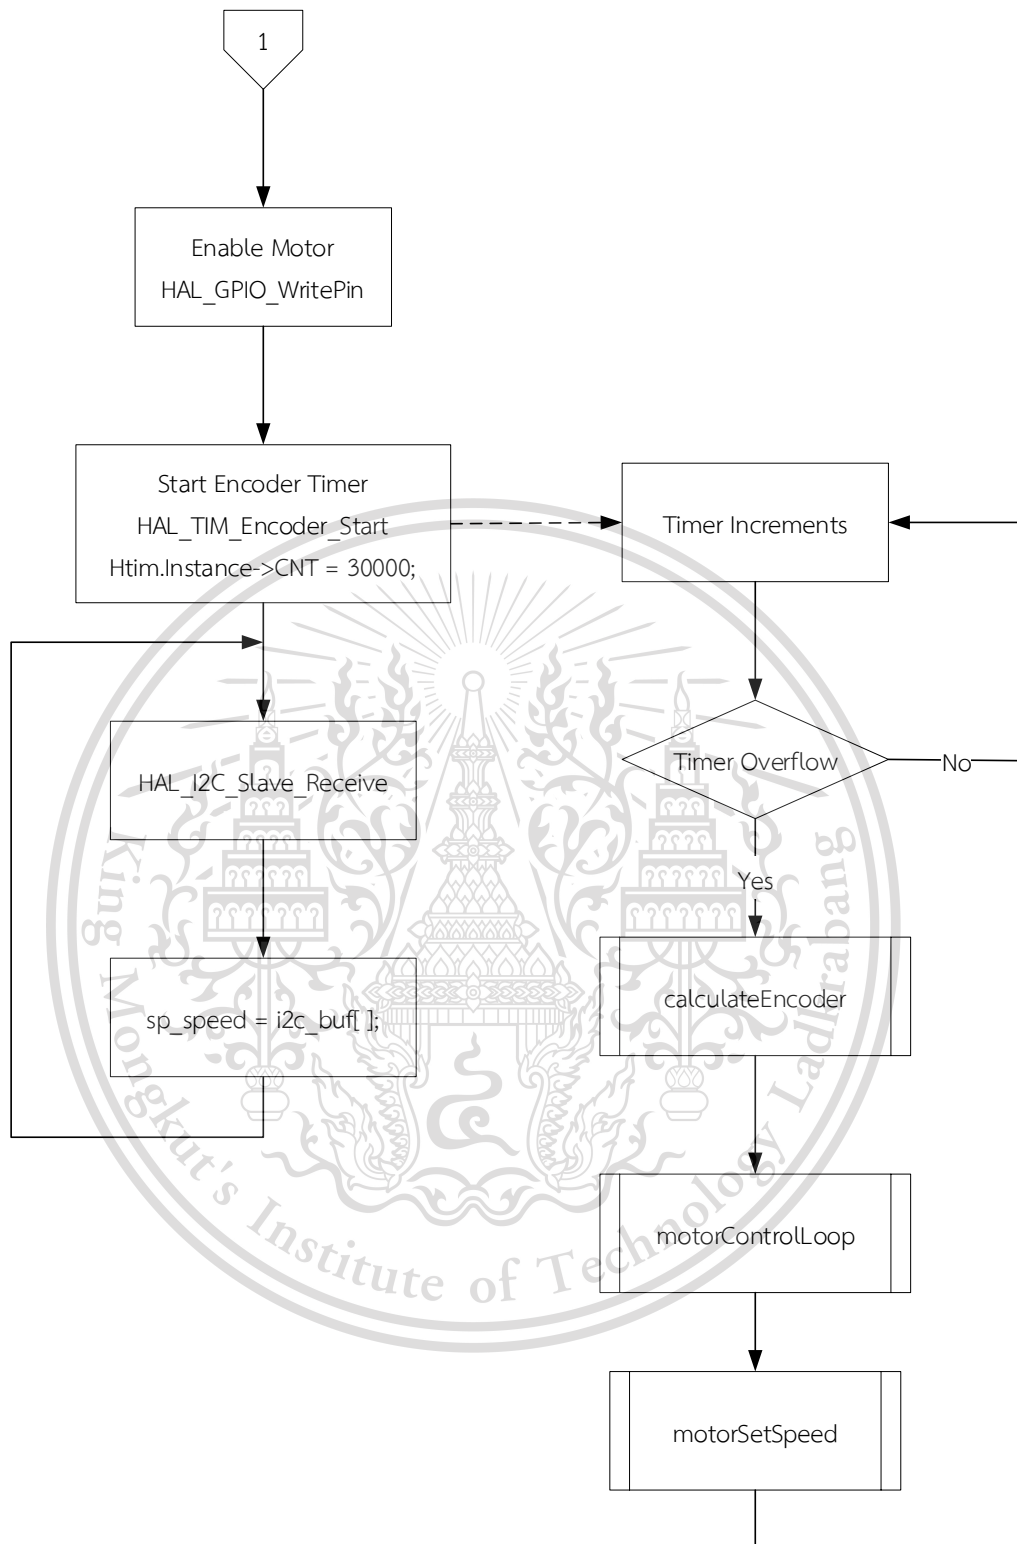 1
Enable Motor
HAL_GPIO_WritePin
Start Encoder Timer
HAL_TIM_Encoder_Start
Htim.Instance->CNT = 30000;
HAL_I2C_Slave_Receive
sp_speed = i2c_buf[ ];
Timer Increments
Timer Overflow
No
Yes
calculateEncoder
motorControlLoop
motorSetSpeed
King Mongkut's Institute of Technology Ladkrabang